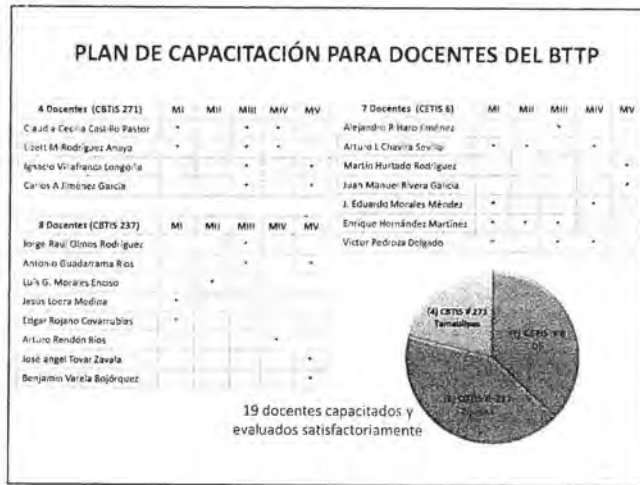 PLAN DE CAPACITACIÓN PARA DOCENTES DEL BTTP
4 Docentes (CBTIS 271) MI MII MIII MIV MV
Claudia Cecilia Castillo Pastor * * *
Lizett M Rodríguez Anaya * * *
Ignacio Villafranca Longoria * *
Carlos A Jiménez García * *
8 Docentes (CBTIS 237) MI MII MIII MIV MV
Jorge Raúl Olmos Rodríguez *
Antonio Guadarrama Ríos * *
Luis G. Morales Enciso *
Jesús Loera Medina *
Edgar Rojano Covarrubias *
Arturo Rendón Ríos *
José angel Tovar Zavala *
Benjamin Varela Bojórquez *
7 Docentes (CETIS 6) MI MII MIII MIV MV
Alejandro P Haro Jiménez *
Arturo L Chavira Sevilla * * *
Martín Hurtado Rodríguez *
Juan Manuel Rivera Galicia *
J. Eduardo Morales Méndez * *
Enrique Hernández Martínez * * *
Victor Pedroza Delgado * * *
(4) CBTIS # 271
Tamaulipas
19 docentes capacitados y
evaluados satisfactoriamente